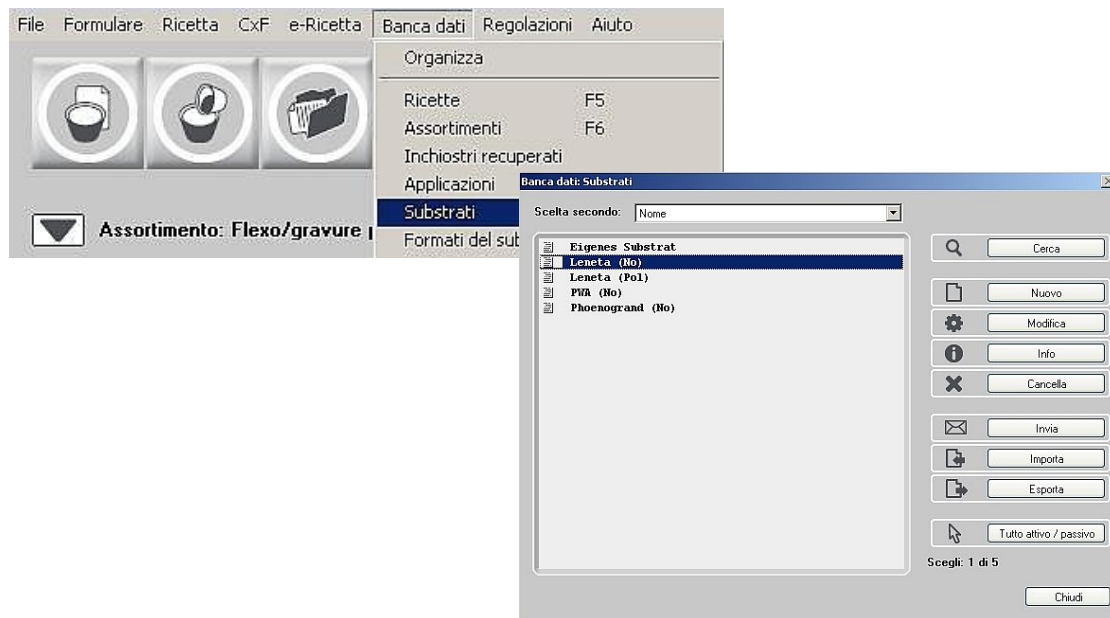 File Formulare Ricetta CxF e-Ricetta Banca dati Regolazioni Aiuto
Organizza
Ricette F5
Assortimenti F6
Inchiostri recuperati
Applicazioni
Substrati
Formati del sub
Assortimento: Flexo/gravure
Banca dati: Substrati
Scelta secondo: Nome
Eigenes Substrat
Leneta (No)
Leneta (Pol)
PWA (No)
Phoenogrand (No)
Cerca
Nuovo
Modifica
Info
Cancella
Invia
Importa
Esporta
Tutto attivo / passivo
Scegli: 1 di 5
Chiudi